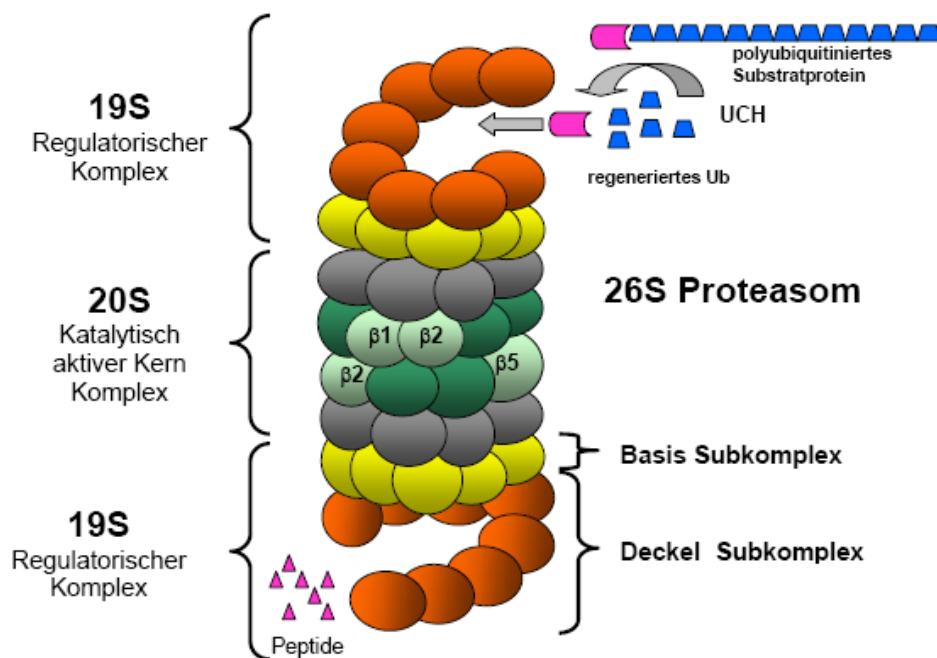 19S
Regulatorischer
Komplex
polyubiquitiniertes
Substratprotein
UCH
regeneriertes Ub
20S
Katalytisch
aktiver Kern
Komplex
26S Proteasom
β1
β2
β2
β5
19S
Regulatorischer
Komplex
Basis Subkomplex
Deckel Subkomplex
Peptide